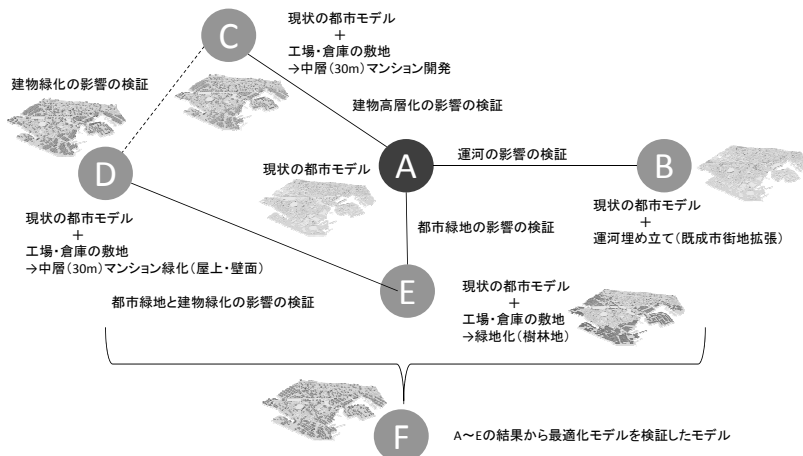 C
現状の都市モデル
+
工場・倉庫の敷地
→中層(30m)マンション開発
建物緑化の影響の検証
建物高層化の影響の検証
D
現状の都市モデル
A
運河の影響の検証
B
現状の都市モデル
+
工場・倉庫の敷地
→中層(30m)マンション緑化(屋上・壁面)
都市緑地の影響の検証
現状の都市モデル
+
運河埋め立て(既成市街地拡張)
都市緑地と建物緑化の影響の検証
E
現状の都市モデル
+
工場・倉庫の敷地
→緑地化(樹林地)
F
A～Eの結果から最適化モデルを検証したモデル